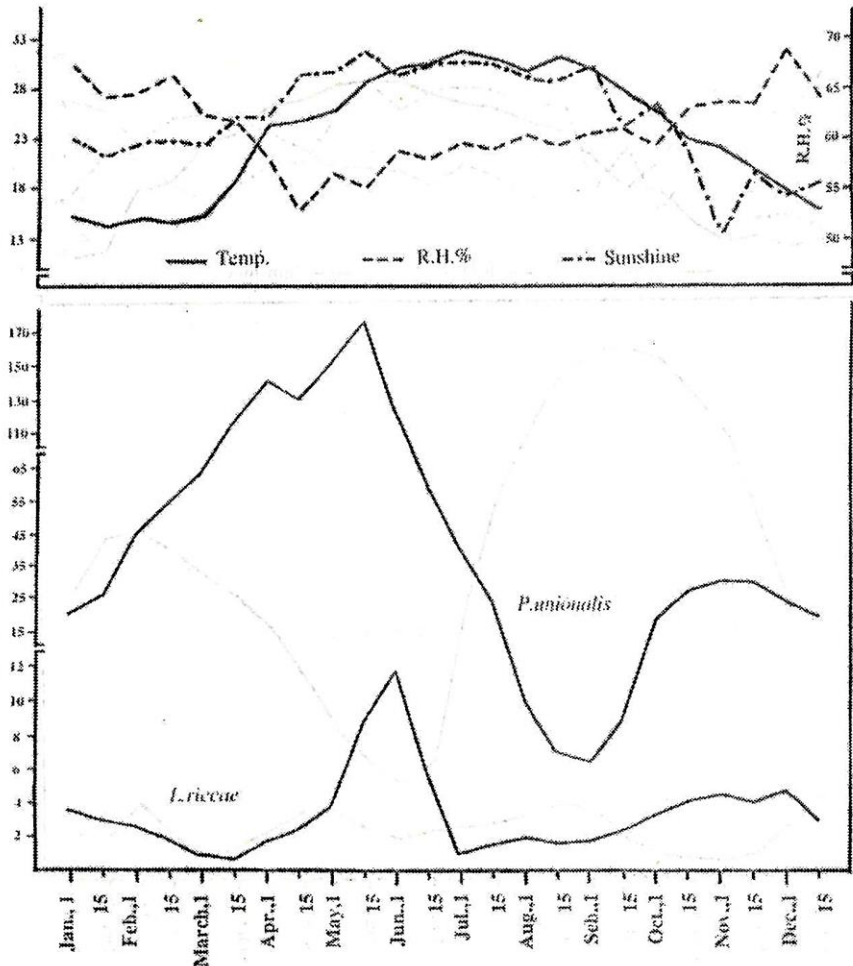 33
28
23
18
13
70
65
60
55
50
R.H.%
Temp.
R.H.%
Sunshine
170
150
130
110
65
55
45
35
25
15
12
10
8
6
4
2
P.unionalis
L.riccae
Jan., 1
15
Feb.,1
15
March,1
15
Apr.,1
15
May,1
15
Jun.,1
15
Jul.,1
15
Aug.,1
15
Seb.,1
15
Oct.,1
15
Nov.,1
15
Dec.,1
15